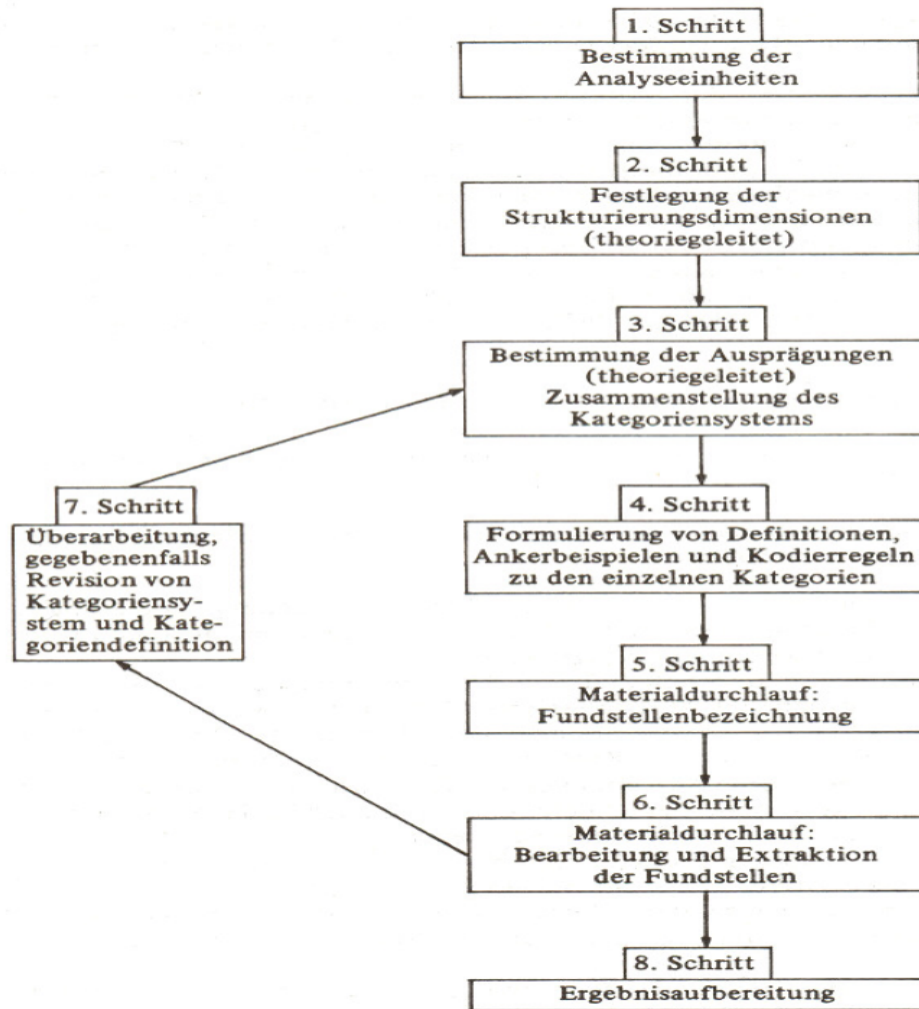 1. Schritt
Bestimmung der
Analyseeinheiten
2. Schritt
Festlegung der
Strukturierungsdimensionen
(theoriegeleitet)
3. Schritt
Bestimmung der Ausprägungen
(theoriegeleitet)
Zusammenstellung des
Kategoriensystems
4. Schritt
Formulierung von Definitionen,
Ankerbeispielen und Kodierregeln
zu den einzelnen Kategorien
5. Schritt
Materialdurchlauf:
Fundstellenbezeichnung
6. Schritt
Materialdurchlauf:
Bearbeitung und Extraktion
der Fundstellen
7. Schritt
Überarbeitung,
gegebenenfalls
Revision von
Kategoriensy-
stem und Kate-
goriendefinition
8. Schritt
Ergebnisaufbereitung